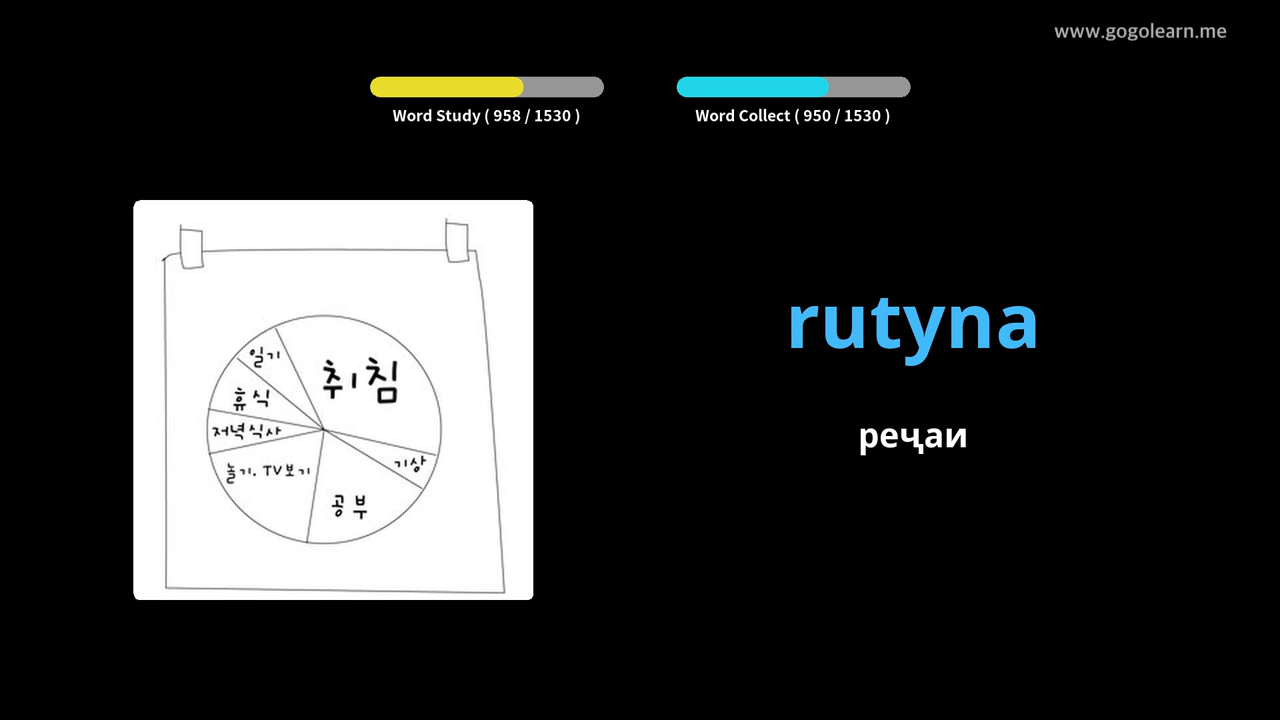 www.gogolearn.me
Word Study ( 958 / 1530 )
Word Collect ( 950 / 1530 )
일기
취침
휴식
저녁식사
기상
놀기. TV보기
공부
rutyna
реҷаи